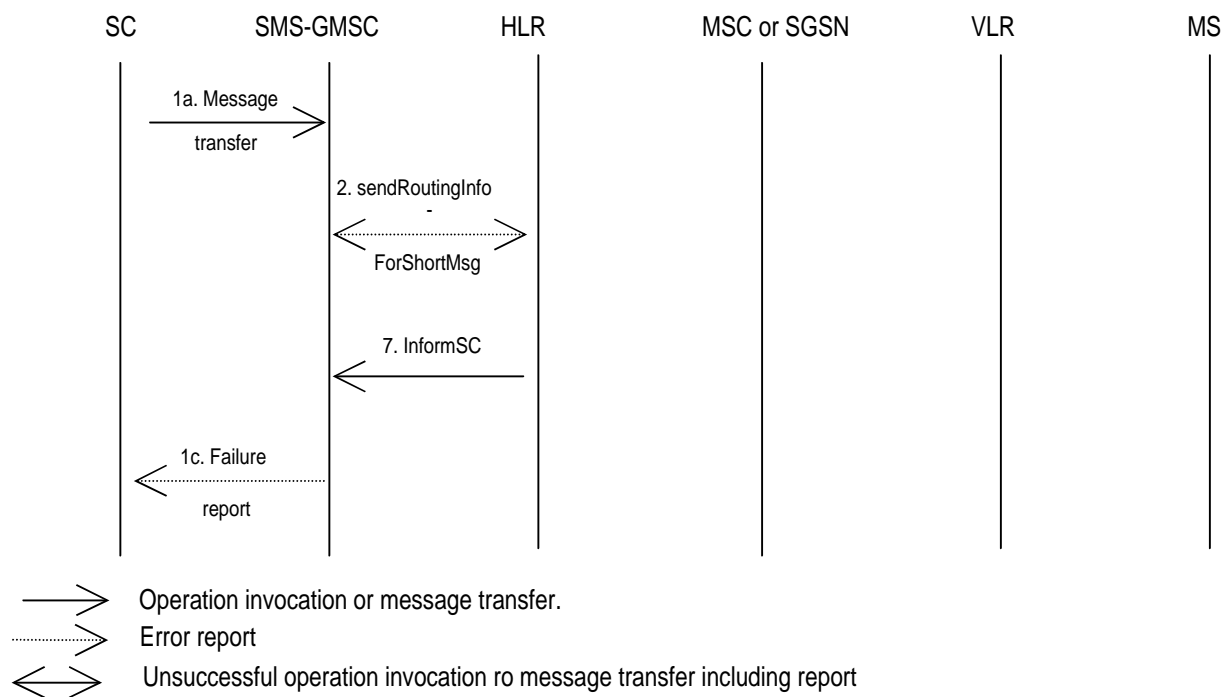 SC SMS-GMSC HLR MSC or SGSN VLR MS
1a. Message
transfer
2. sendRoutingInfo
-
ForShortMsg
7. InformSC
1c. Failure
report
Operation invocation or message transfer.
Error report
Unsuccessful operation invocation ro message transfer including report